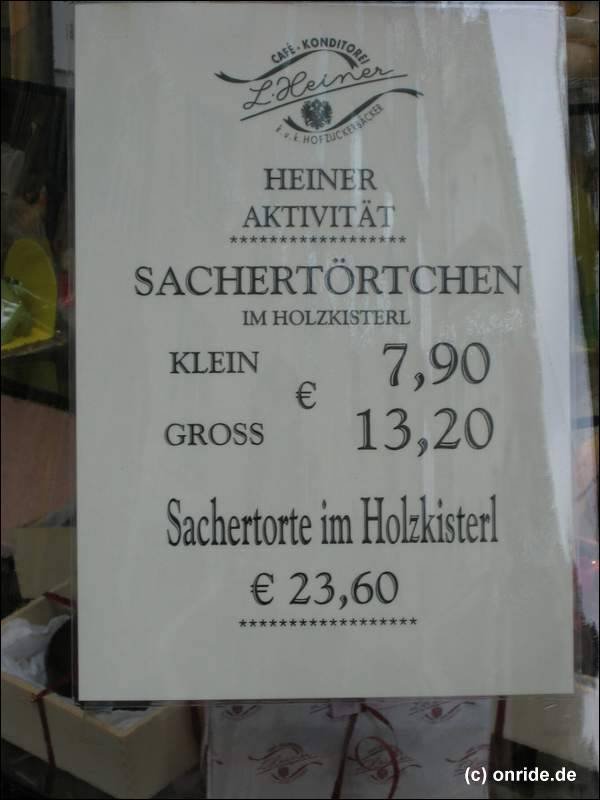 CAFÉ - KONDITOREI
L. Heiner
k.u.k. HOFZUCKERBÄCKER
HEINER
AKTIVITÄT
******************
SACHERTÖRTCHEN
IM HOLZKISTERL
KLEIN 7,90
€
GROSS 13,20
Sachertorte im Holzkisterl
€ 23,60
******************
(c) onride.de